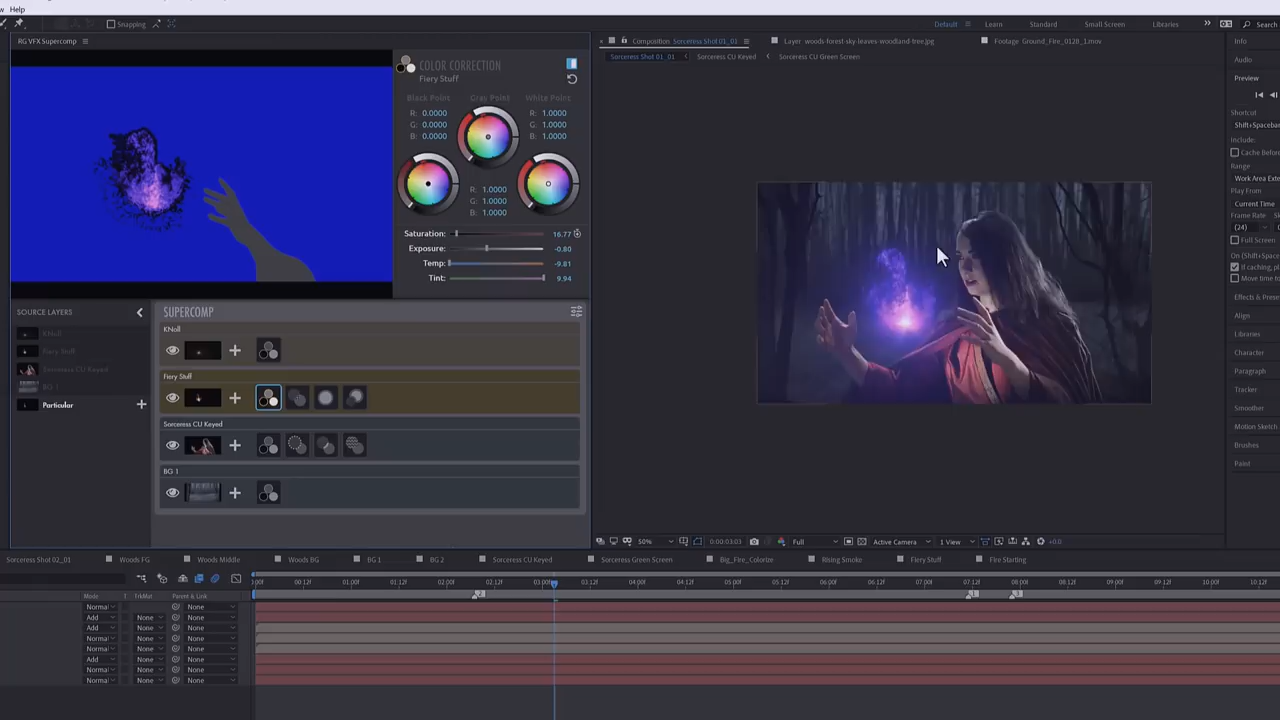 w Help
Snapping
Default Learn Standard Small Screen Libraries Search
RG VFX Supercomp
COLOR CORRECTION
Fiery Stuff
Black Point Gray Point White Point
R: 0.0000
G: 0.0000
B: 0.0000
R: 1.0000
G: 1.0000
B: 1.0000
R: 1.0000
G: 1.0000
B: 1.0000
Saturation: 16.77
Exposure: -0.80
Temp: -9.81
Tint: 9.94
Composition Sorceress Shot 01_01 Layer woods-forest-sky-leaves-woodland-tree.jpg Footage Ground_Fire_0128_1.mov
Sorceress Shot 01_01 Sorceress CU Keyed Sorceress CU Green Screen
SOURCE LAYERS
KNoll
Fiery Stuff
Sorceress CU Keyed
BG 1
Particular
SUPERCOMP
KNoll
Fiery Stuff
Sorceress CU Keyed
BG 1
50% 0:00:03:03 Full Active Camera 1 View +0.0
Info
Audio
Preview
Shortcut
Shift+Spacebar
Include:
Cache Before
Range
Work Area Exte
Play From
Current Time
Frame Rate Sk
(24) 0
Full Screen
On (Shift+Space
If caching, pl
Move time to
Effects & Prese
Align
Libraries
Character
Paragraph
Tracker
Smoother
Motion Sketch
Brushes
Paint
Sorceress Shot 02_01 Woods FG Woods Middle Woods BG BG 1 BG 2 Sorceress CU Keyed Sorceress Green Screen Big_Fire_Colorize Rising Smoke Fiery Stuff Fire Starting
:00f 00:12f 01:00f 01:12f 02:00f 02:12f 03:00f 03:12f 04:00f 04:12f 05:00f 05:12f 06:00f 06:12f 07:00f 07:12f 08:00f 08:12f 09:00f 09:12f 10:00f 10:12f
Mode T TrkMat Parent & Link
2 1 3
Normal None
Add None None
Add None None
Normal None None
Normal None None
Add None None
Normal None None
Normal None None